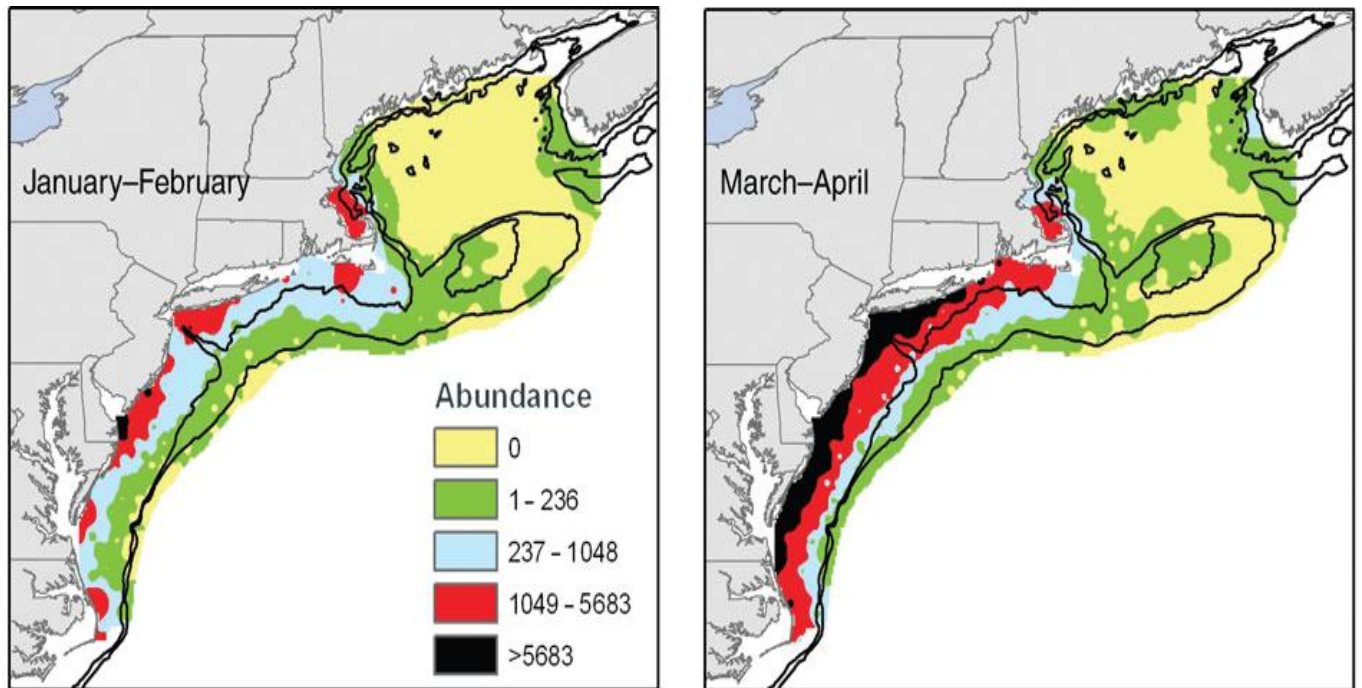 January–February
March–April
Abundance
0
1 – 236
237 – 1048
1049 – 5683
>5683